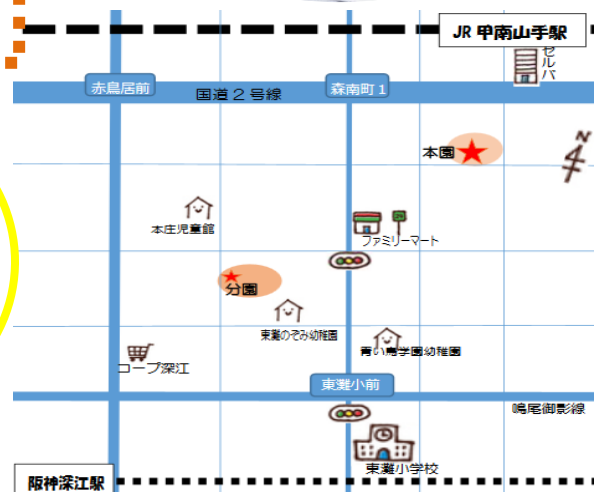 JR 甲南山手駅
セルバ
赤鳥居前
国道２号線
森南町１
本園
N
本庄児童館
ファミリーマート
分園
東灘のぞみ幼稚園
青い鳥学園幼稚園
コープ深江
東灘小前
鳴尾御影線
東灘小学校
阪神深江駅